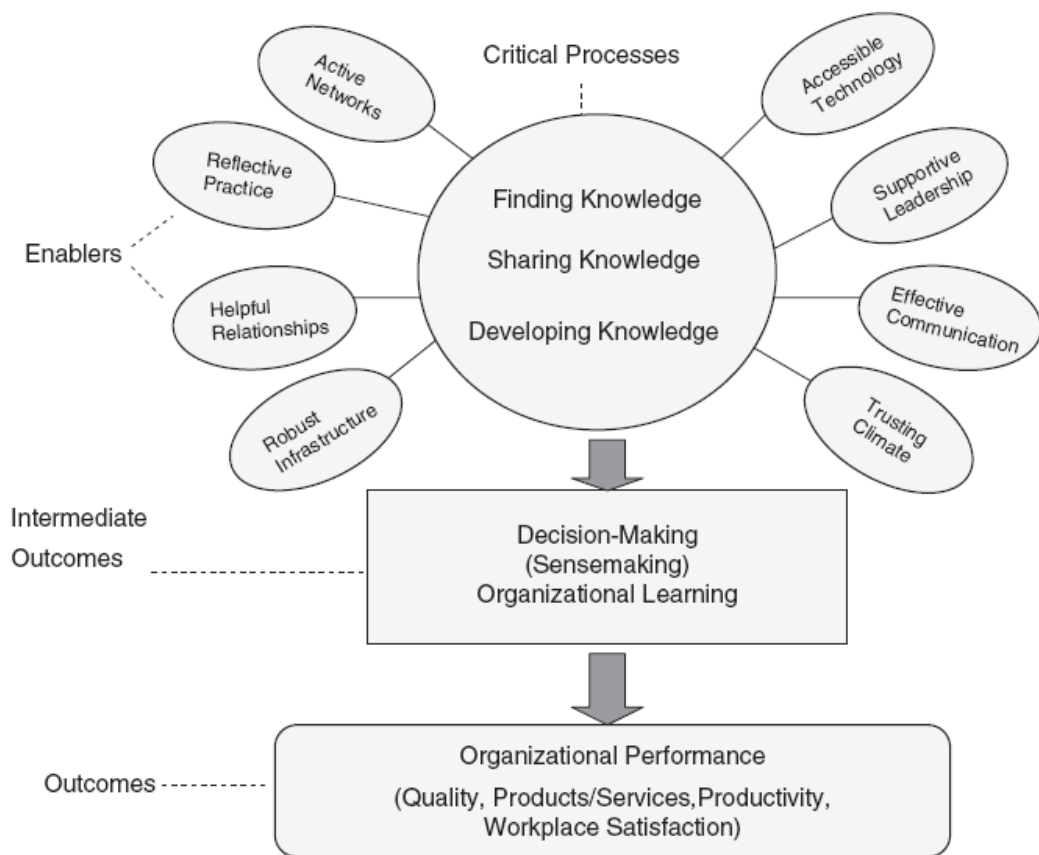 Critical Processes
Active
Networks
Accessible
Technology
Reflective
Practice
Supportive
Leadership
Finding Knowledge
Sharing Knowledge
Developing Knowledge
Enablers
Helpful
Relationships
Effective
Communication
Robust
Infrastructure
Trusting
Climate
Intermediate
Outcomes
Decision-Making
(Sensemaking)
Organizational Learning
Outcomes
Organizational Performance
(Quality, Products/Services,Productivity,
Workplace Satisfaction)